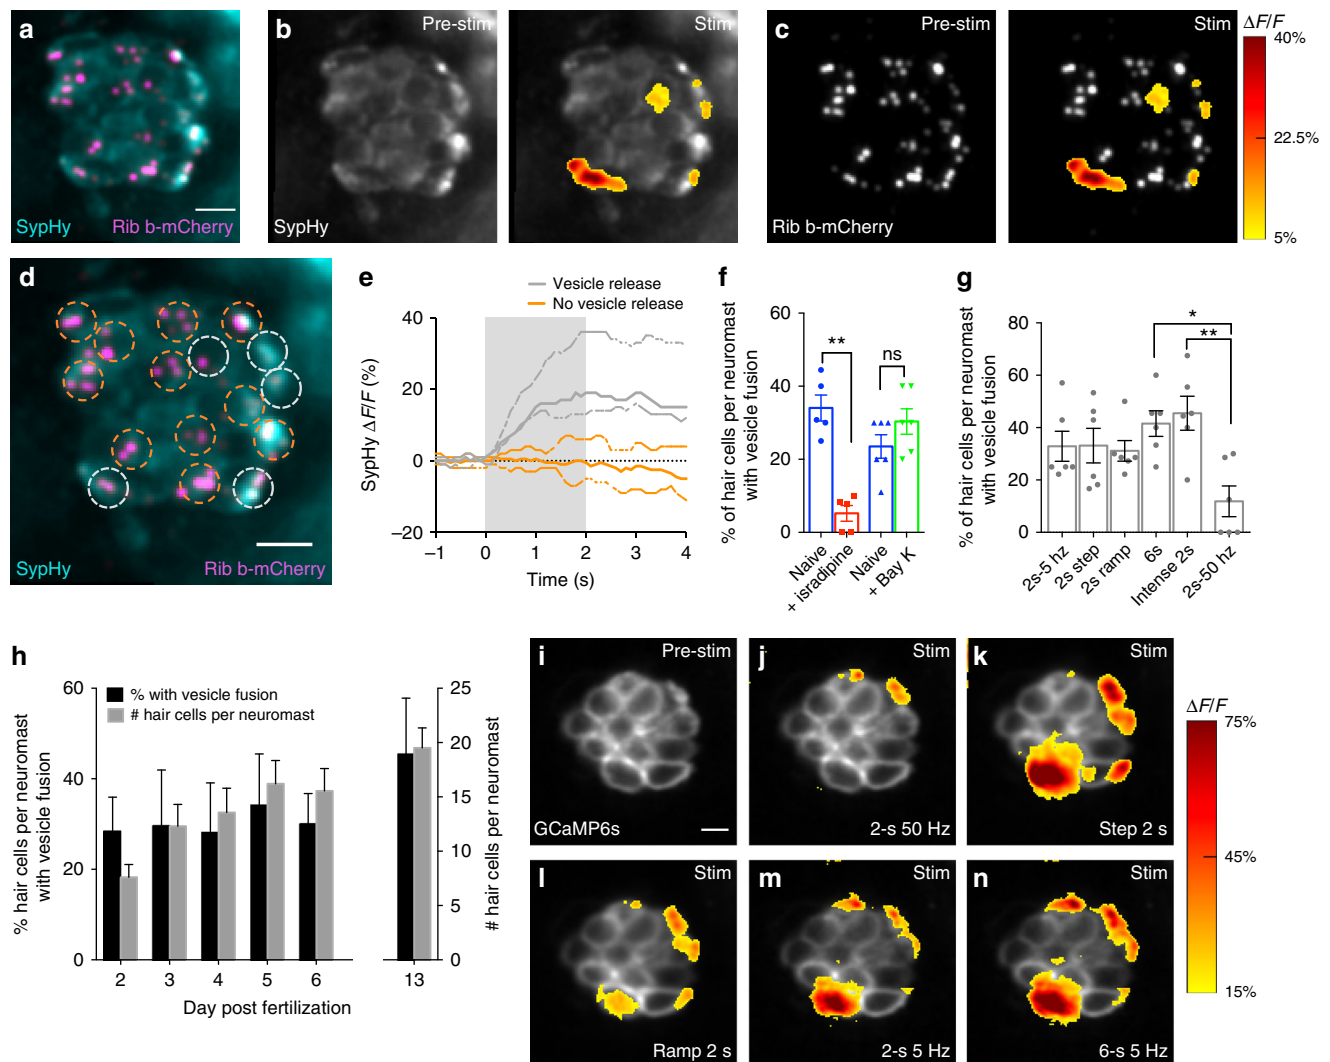 a
SypHy
Rib b-mCherry
b
Pre-stim
SypHy
Stim
c
Pre-stim
Rib b-mCherry
Stim
ΔF/F
40%
22.5%
5%
d
SypHy
Rib b-mCherry
e
Vesicle release
No vesicle release
SypHy ΔF/F (%)
40
20
0
–20
–1
0
1
2
3
4
Time (s)
f
% of hair cells per neuromast
with vesicle fusion
60
40
20
0
**
ns
Naive
+ isradipine
Naive
+ Bay K
g
% of hair cells per neuromast
with vesicle fusion
80
60
40
20
0
*
**
2s-5 hz
2s step
2s ramp
6s
Intense 2s
2s-50 hz
h
% with vesicle fusion
# hair cells per neuromast
% hair cells per neuromast
with vesicle fusion
60
40
20
0
25
20
15
10
5
0
# hair cells per neuromast
2
3
4
5
6
13
Day post fertilization
i
Pre-stim
GCaMP6s
j
Stim
2-s 50 Hz
k
Stim
Step 2 s
l
Stim
Ramp 2 s
m
Stim
2-s 5 Hz
n
Stim
6-s 5 Hz
ΔF/F
75%
45%
15%